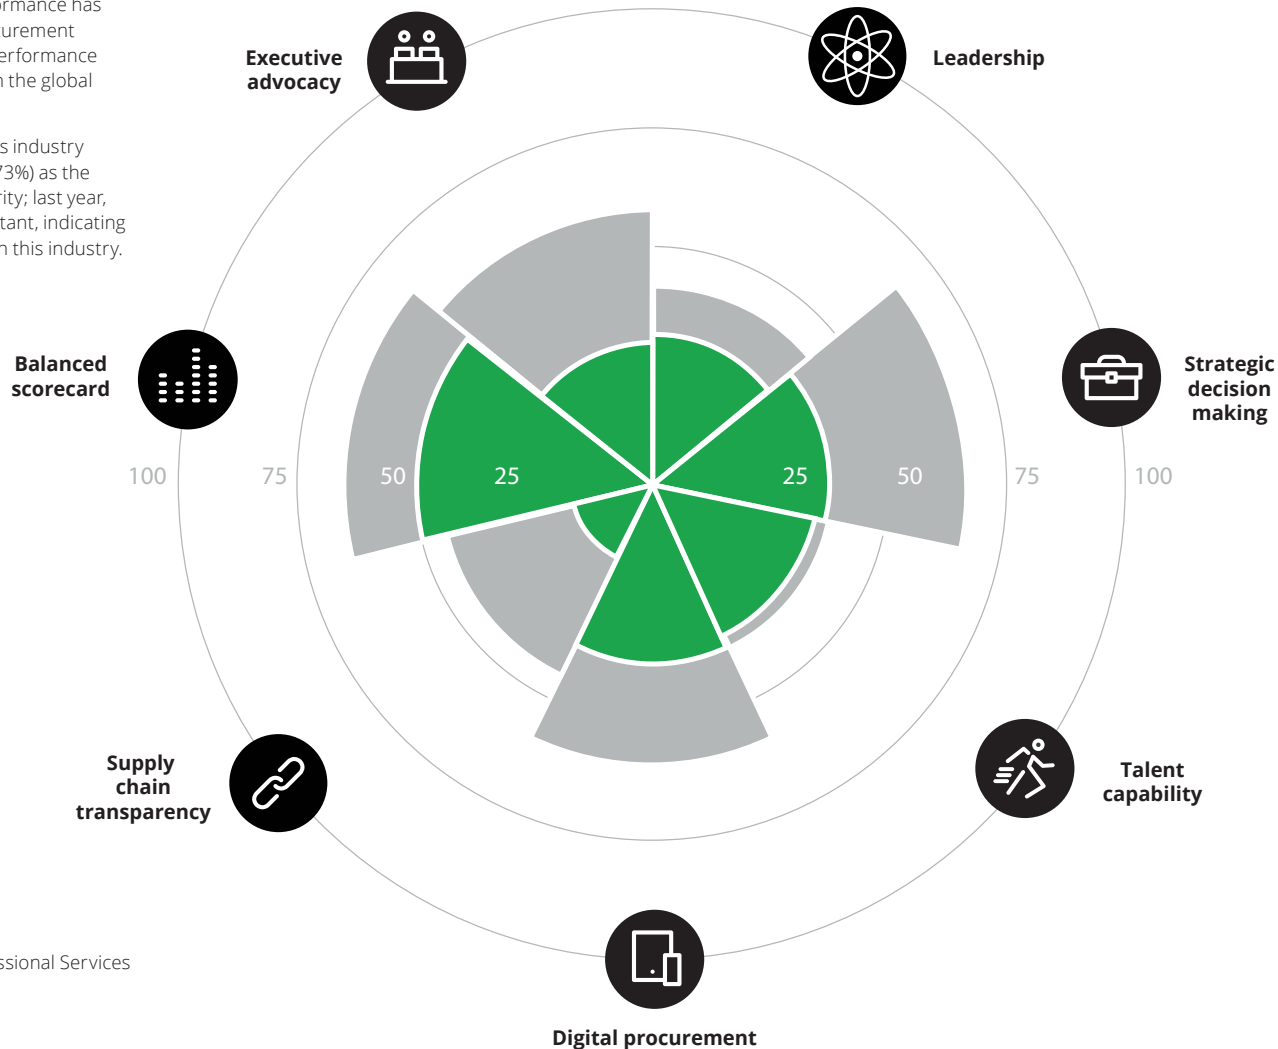 ormance has
urement
erformance
n the global
s industry
73%) as the
rity; last year,
tant, indicating
n this industry.
Executive
advocacy
Leadership
Balanced
scorecard
Strategic
decision
making
100
75
50
25
25
50
75
100
Supply
chain
transparency
Talent
capability
ssional Services
Digital procurement